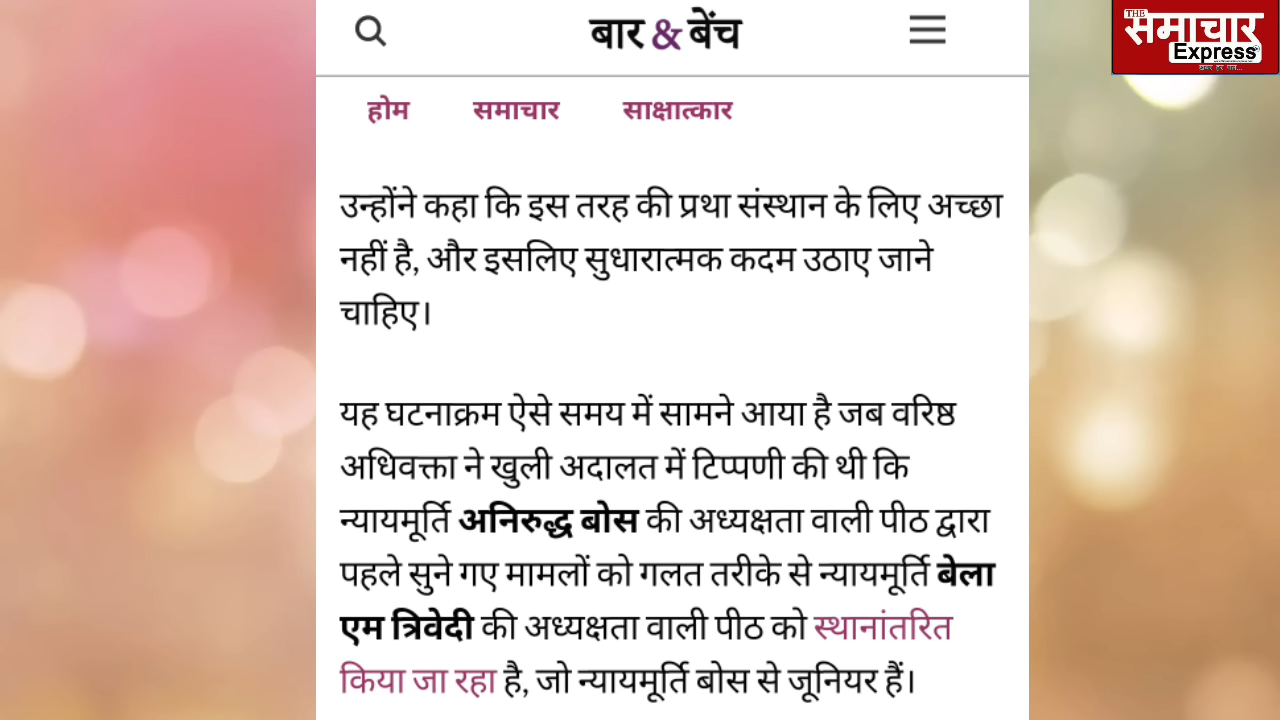 बार & बेंच
THE
समाचार
Express
होम समाचार साक्षात्कार
उन्होंने कहा कि इस तरह की प्रथा संस्थान के लिए अच्छा
नहीं है, और इसलिए सुधारात्मक कदम उठाए जाने
चाहिए।
यह घटनाक्रम ऐसे समय में सामने आया है जब वरिष्ठ
अधिवक्ता ने खुली अदालत में टिप्पणी की थी कि
न्यायमूर्ति अनिरुद्ध बोस की अध्यक्षता वाली पीठ द्वारा
पहले सुने गए मामलों को गलत तरीके से न्यायमूर्ति बेला
एम त्रिवेदी की अध्यक्षता वाली पीठ को स्थानांतरित
किया जा रहा है, जो न्यायमूर्ति बोस से जूनियर हैं।